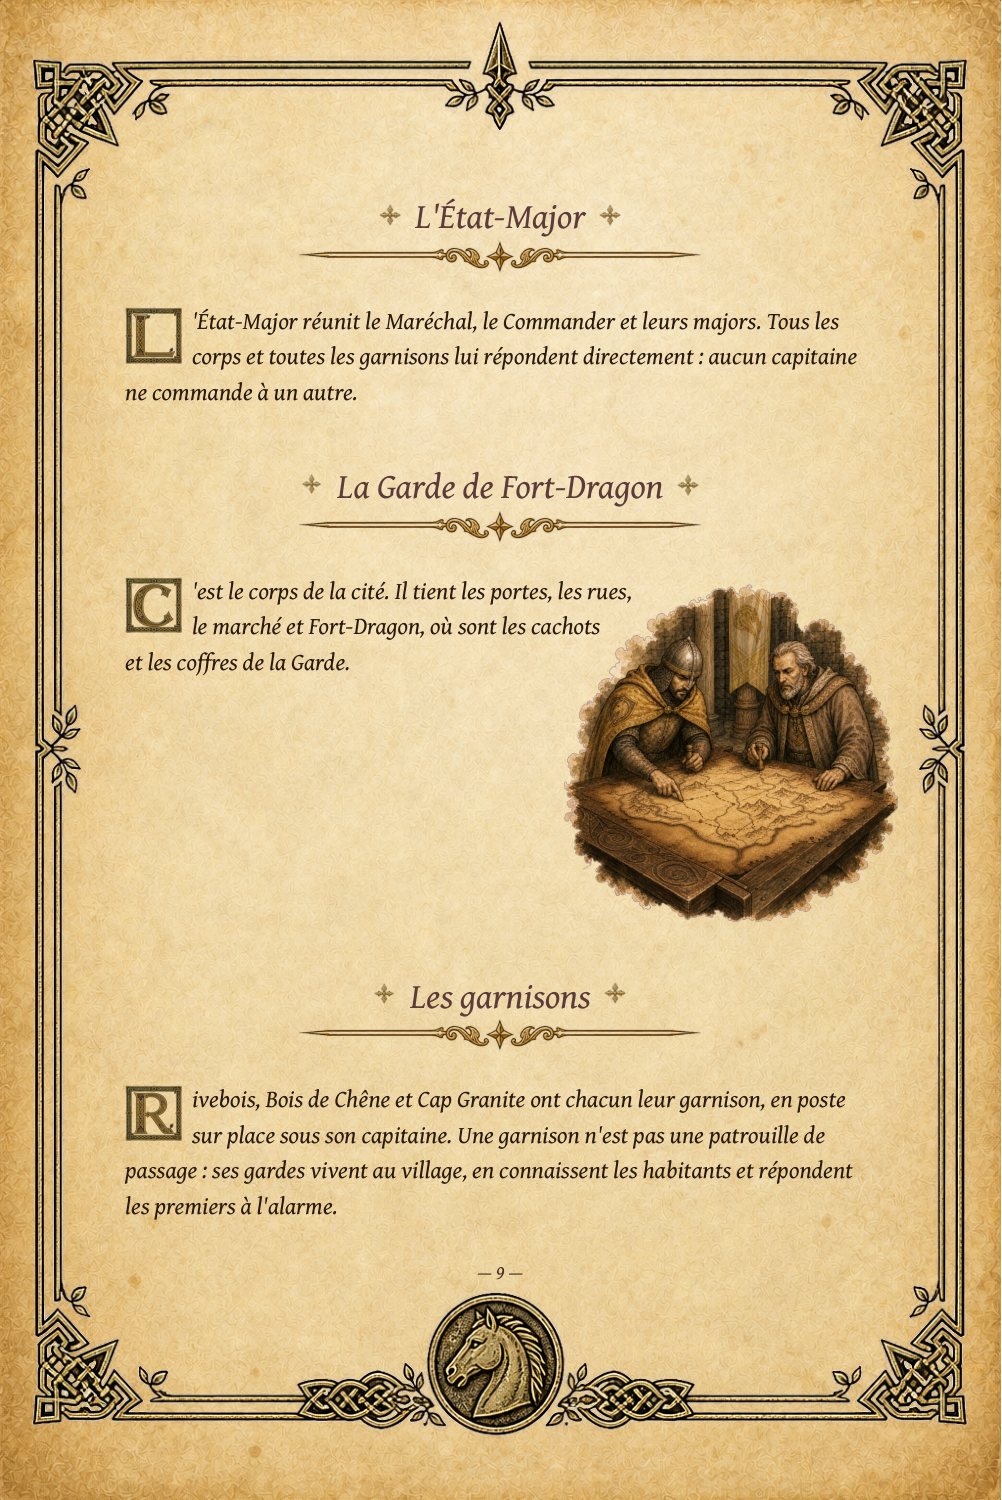 L'État-Major
L'État-Major réunit le Maréchal, le Commander et leurs majors. Tous les
corps et toutes les garnisons lui répondent directement : aucun capitaine
ne commande à un autre.
La Garde de Fort-Dragon
C'est le corps de la cité. Il tient les portes, les rues,
le marché et Fort-Dragon, où sont les cachots
et les coffres de la Garde.
Les garnisons
Rivebois, Bois de Chêne et Cap Granite ont chacun leur garnison, en poste
sur place sous son capitaine. Une garnison n'est pas une patrouille de
passage : ses gardes vivent au village, en connaissent les habitants et répondent
les premiers à l'alarme.
— 9 —